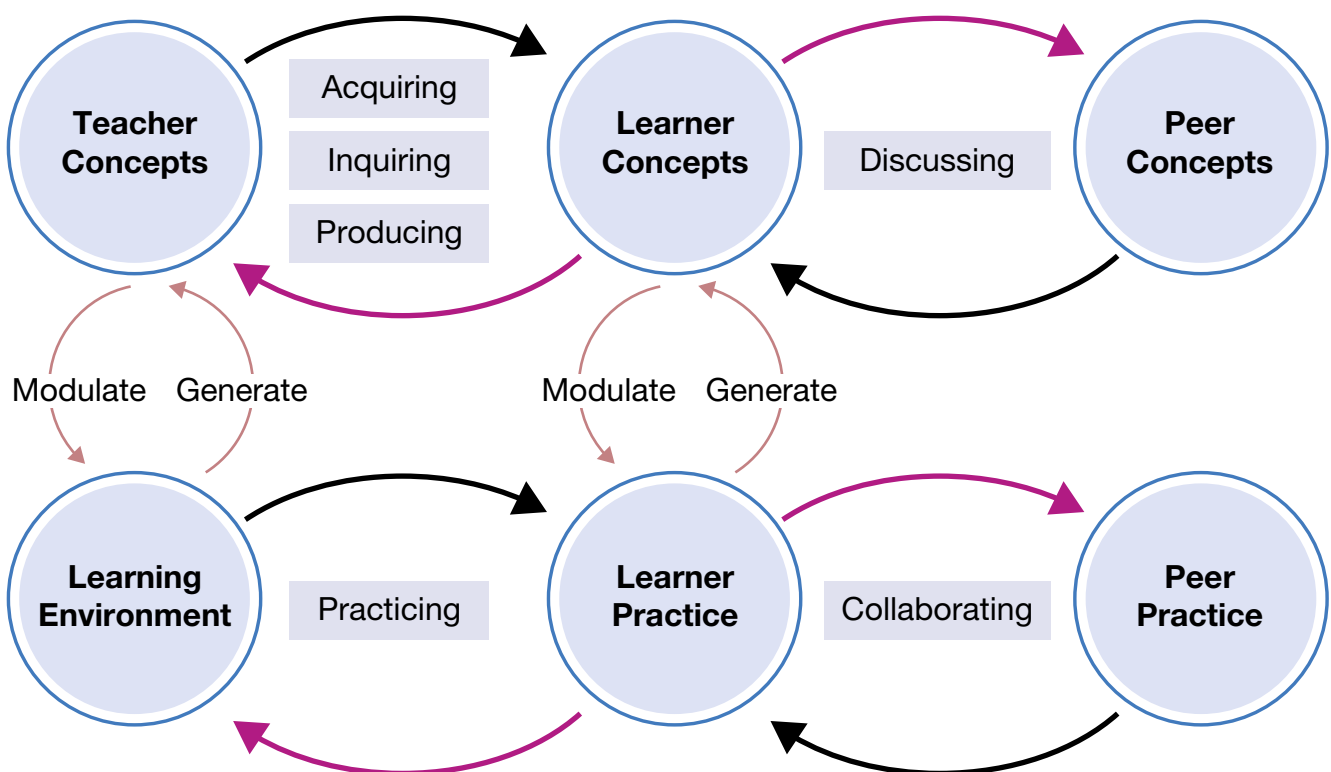 Teacher
Concepts
Acquiring
Inquiring
Producing
Learner
Concepts
Discussing
Peer
Concepts
Modulate
Generate
Modulate
Generate
Learning
Environment
Practicing
Learner
Practice
Collaborating
Peer
Practice